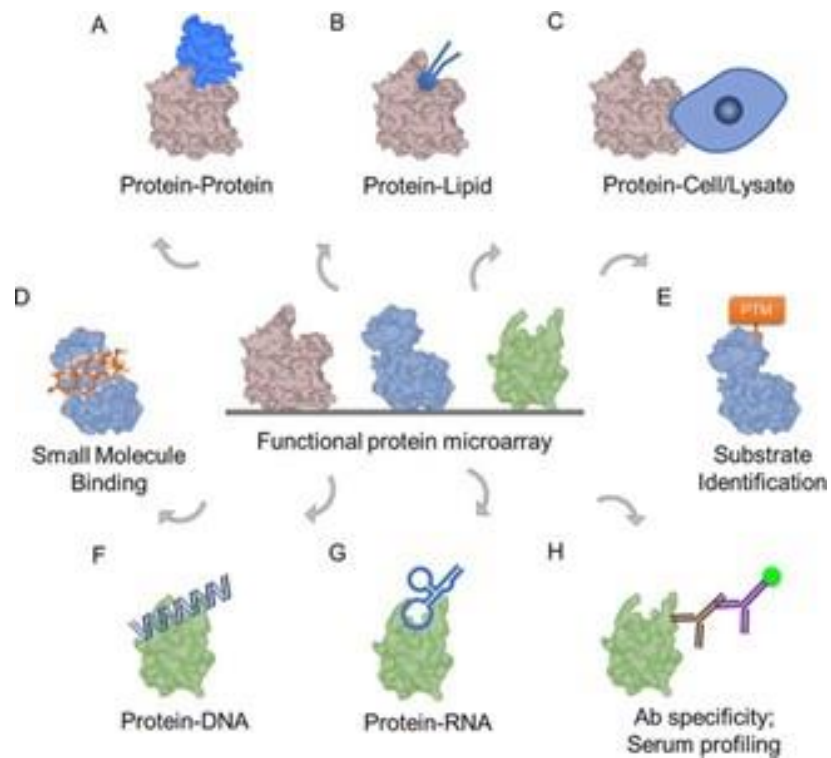 A
B
C
Protein-Protein
Protein-Lipid
Protein-Cell/Lysate
D
E
PTM
Functional protein microarray
Small Molecule
Binding
Substrate
Identification
F
G
H
Protein-DNA
Protein-RNA
Ab specificity;
Serum profiling